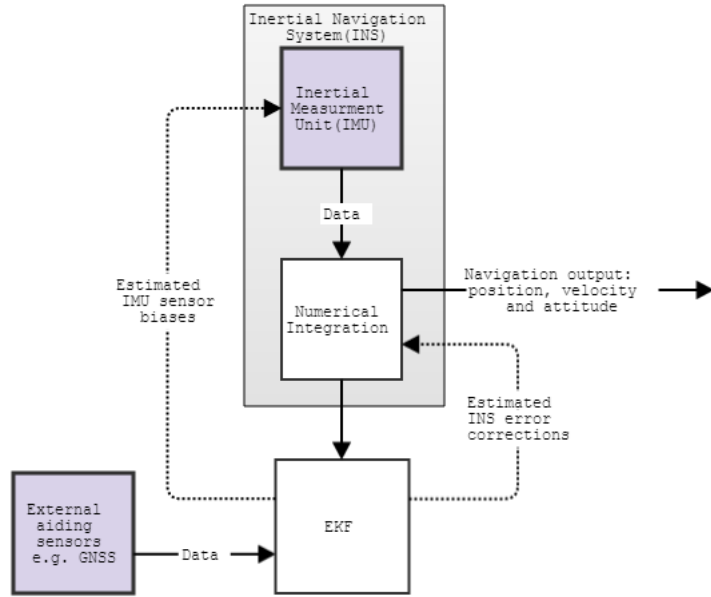 Inertial Navigation
System(INS)
Inertial
Measurment
Unit(IMU)
Data
Estimated
IMU sensor
biases
Numerical
Integration
Navigation output:
position, velocity
and attitude
Estimated
INS error
corrections
External
aiding
sensors
e.g. GNSS
Data
EKF